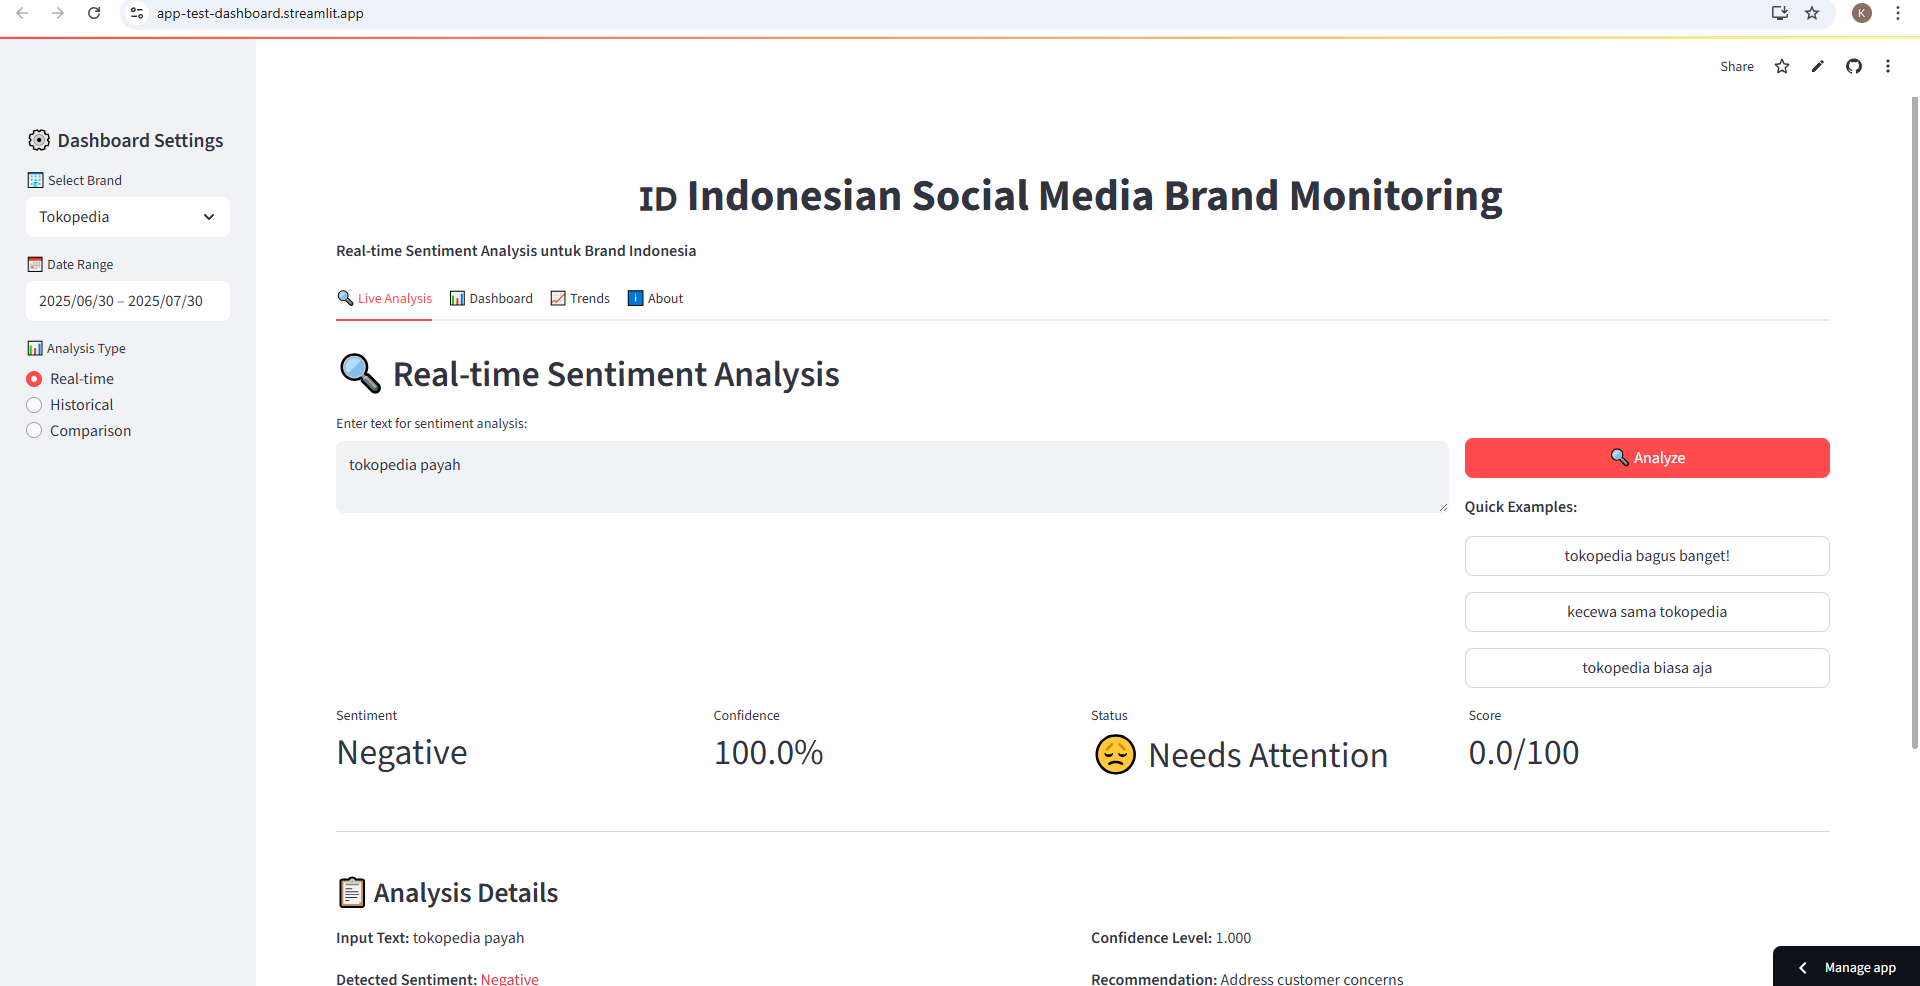 app-test-dashboard.streamlit.app
K
Share
Dashboard Settings
Select Brand
Tokopedia
Date Range
2025/06/30 – 2025/07/30
Analysis Type
Real-time
Historical
Comparison
ID Indonesian Social Media Brand Monitoring
Real-time Sentiment Analysis untuk Brand Indonesia
Live Analysis
Dashboard
Trends
About
Real-time Sentiment Analysis
Enter text for sentiment analysis:
tokopedia payah
Analyze
Quick Examples:
tokopedia bagus banget!
kecewa sama tokopedia
tokopedia biasa aja
Sentiment
Negative
Confidence
100.0%
Status
Needs Attention
Score
0.0/100
Analysis Details
Input Text: tokopedia payah
Confidence Level: 1.000
Detected Sentiment: Negative
Recommendation: Address customer concerns
Manage app